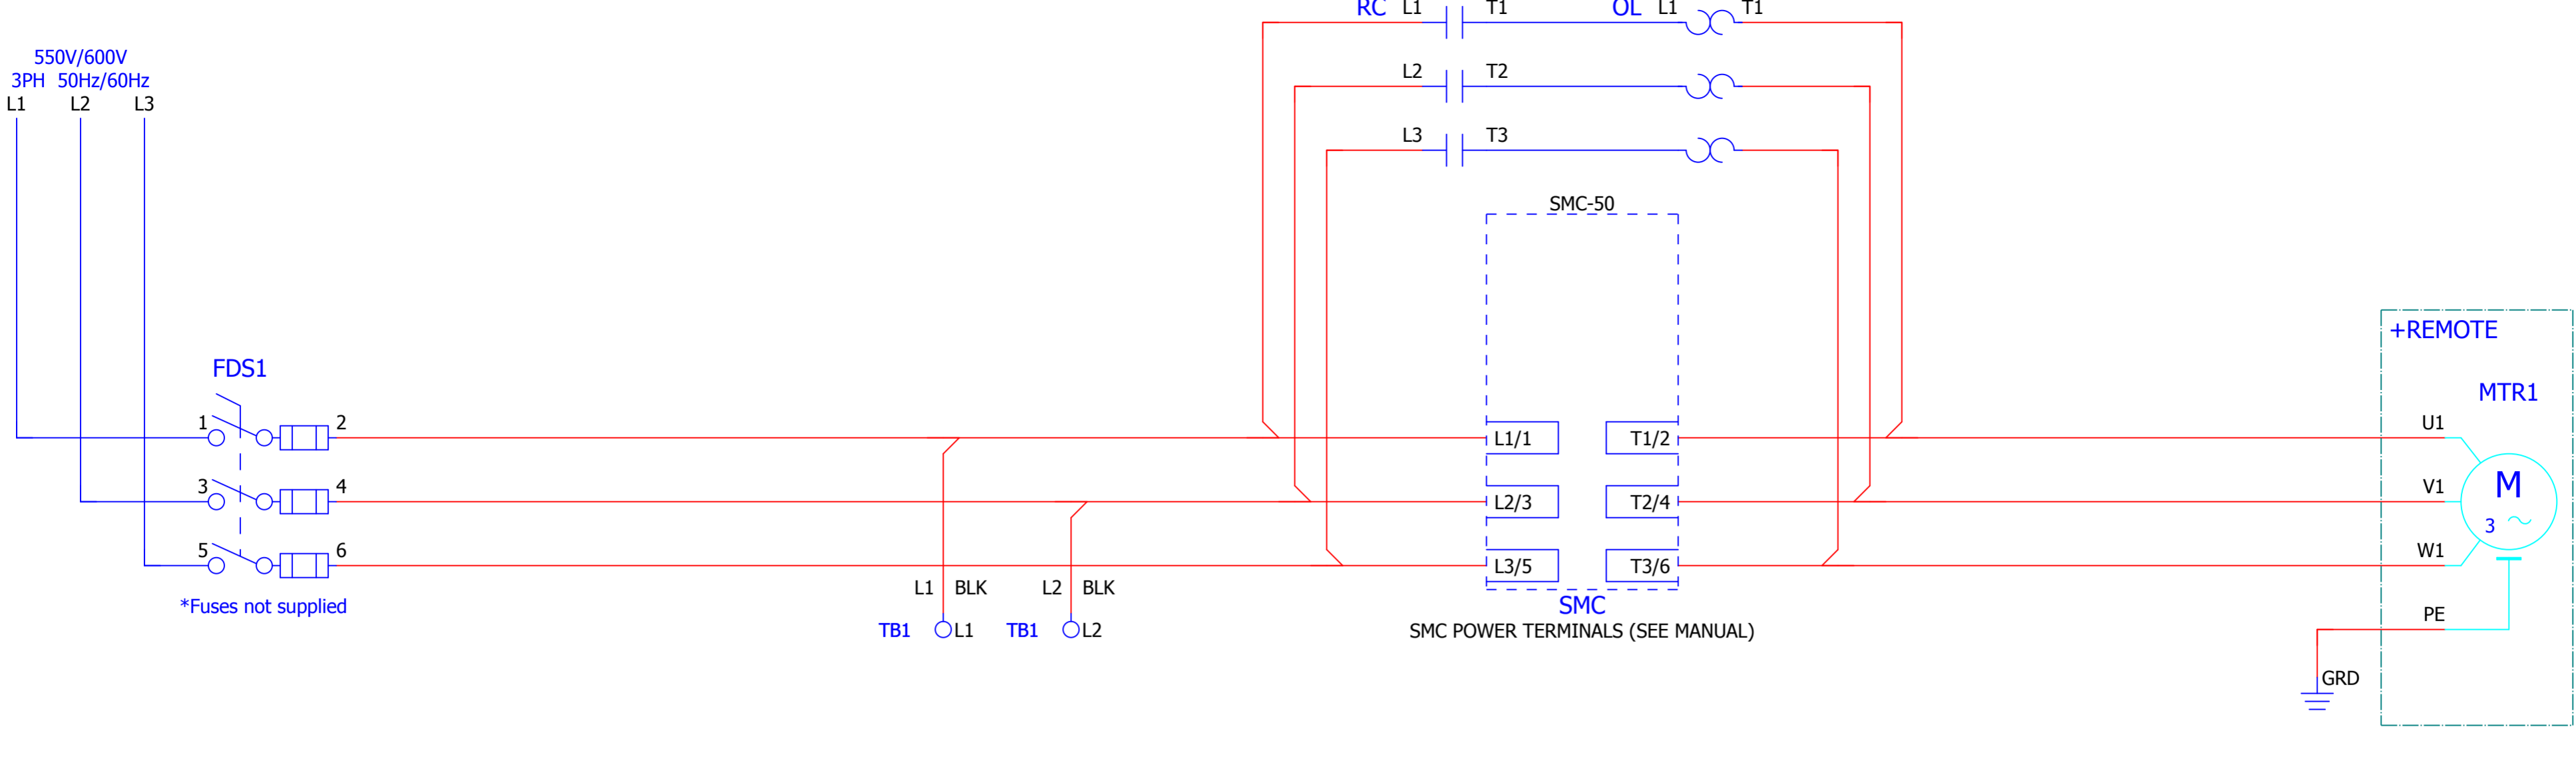 RC L1 T1 OL L1 T1
550V/600V
3PH 50Hz/60Hz
L1 L2 L3
L2 T2
L3 T3
SMC-50
+REMOTE
FDS1
MTR1
1 2 L1/1 T1/2 U1
3 4 L2/3 T2/4 V1
M
3
5 6 L3/5 T3/6 W1
L1 BLK L2 BLK
*Fuses not supplied
SMC
TB1 L1 TB1 L2
SMC POWER TERMINALS (SEE MANUAL)
PE
GRD